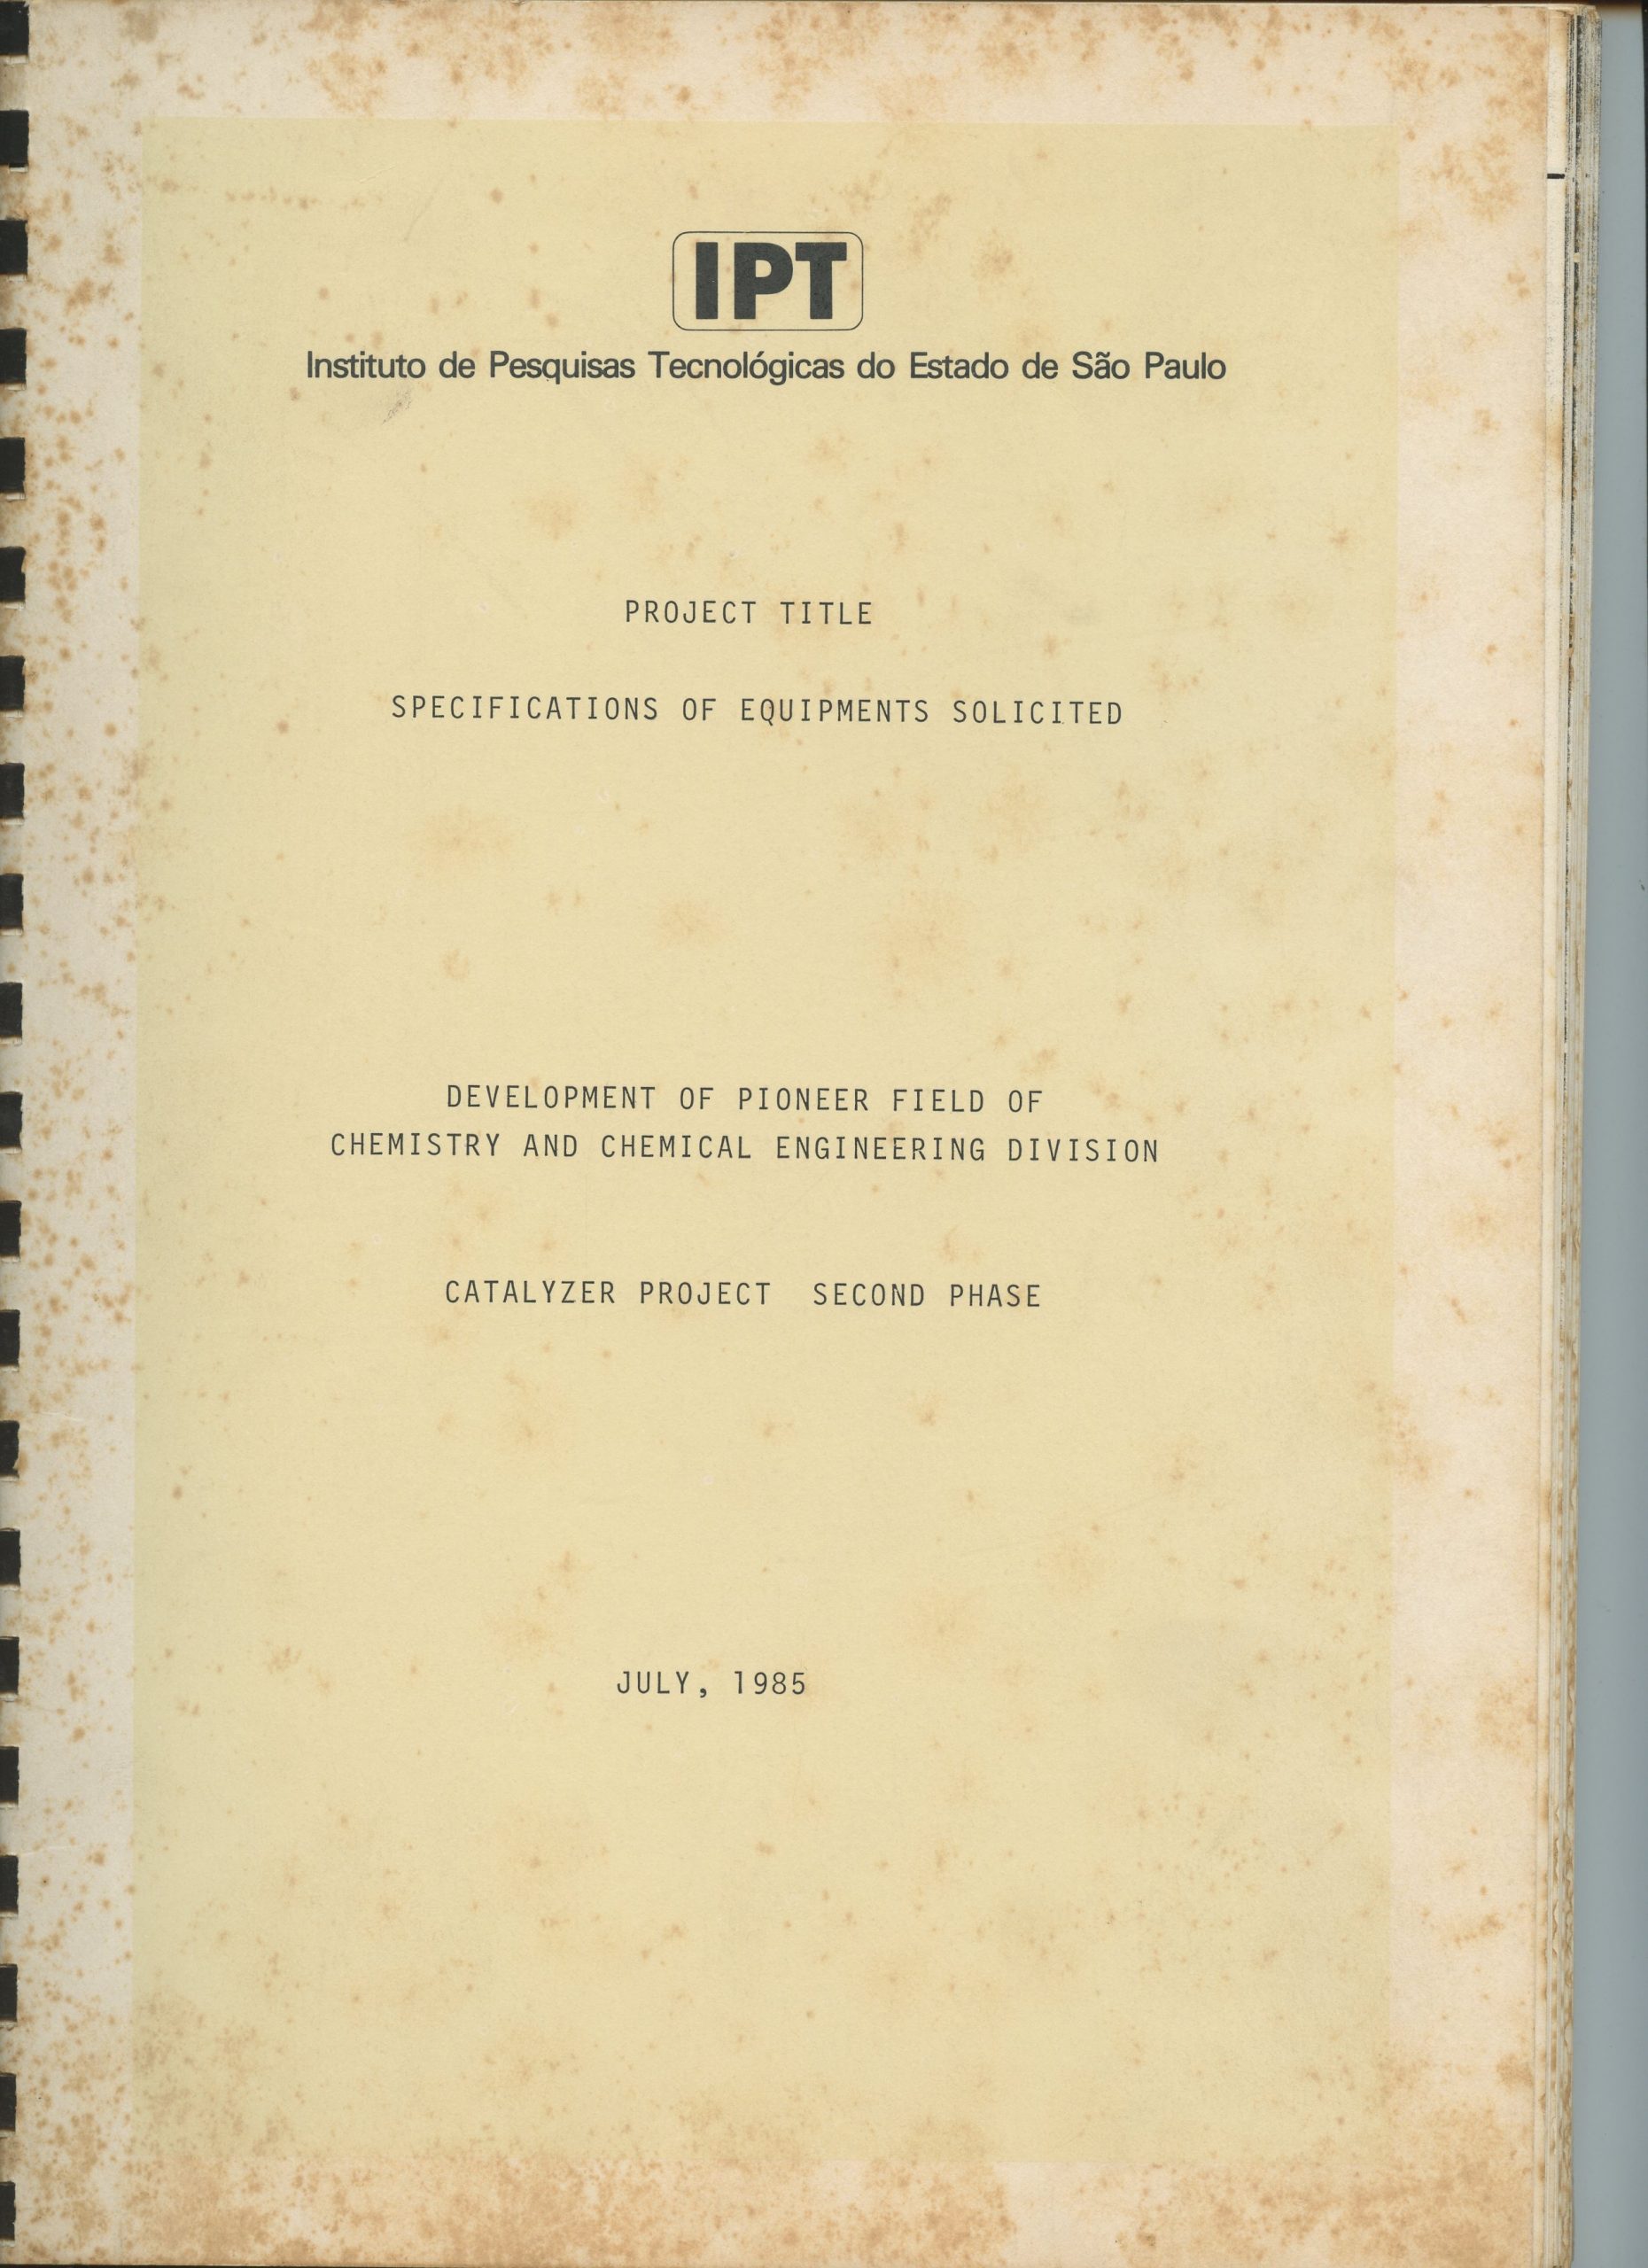 IPT
Instituto de Pesquisas Tecnológicas do Estado de São Paulo
PROJECT TITLE
SPECIFICATIONS OF EQUIPMENTS SOLICITED
DEVELOPMENT OF PIONEER FIELD OF
CHEMISTRY AND CHEMICAL ENGINEERING DIVISION
CATALYZER PROJECT SECOND PHASE
JULY, 1985